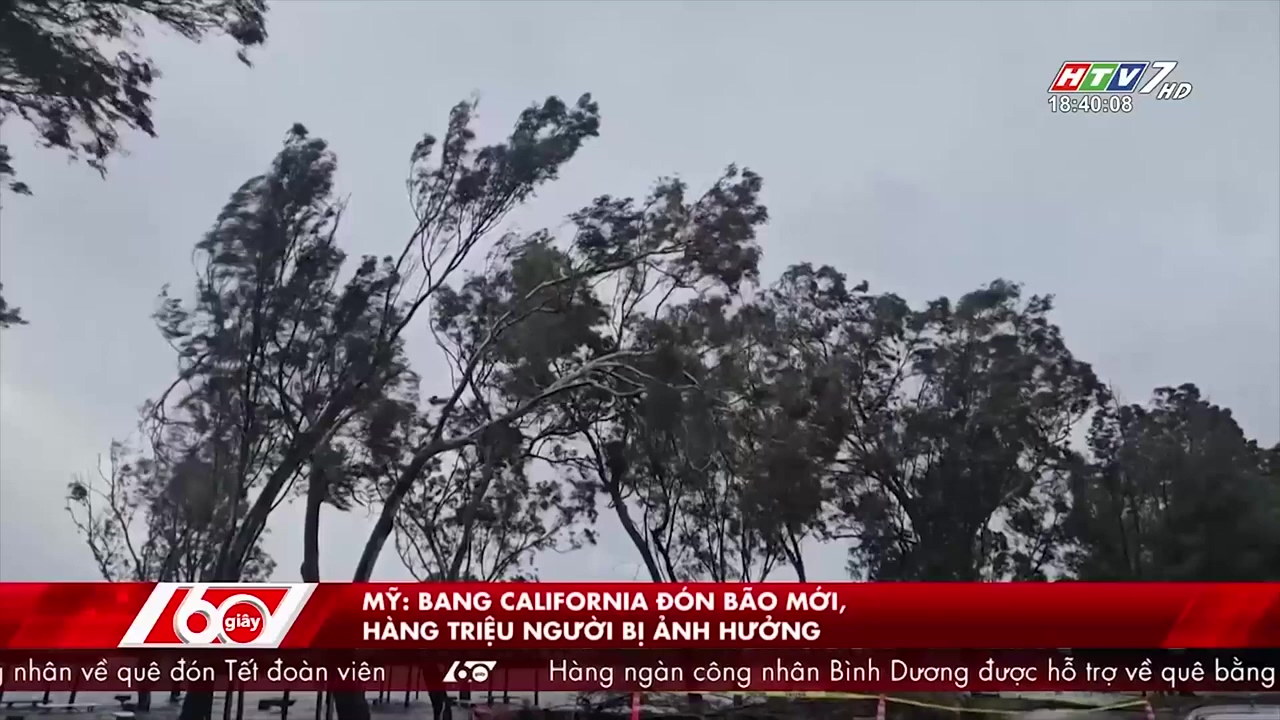 HTV7 HD
18:40:08
60 giây
MỸ: BANG CALIFORNIA ĐÓN BÃO MỚI,
HÀNG TRIỆU NGƯỜI BỊ ẢNH HƯỞNG
nhân về quê đón Tết đoàn viên 60 giây Hàng ngàn công nhân Bình Dương được hỗ trợ về quê bằng